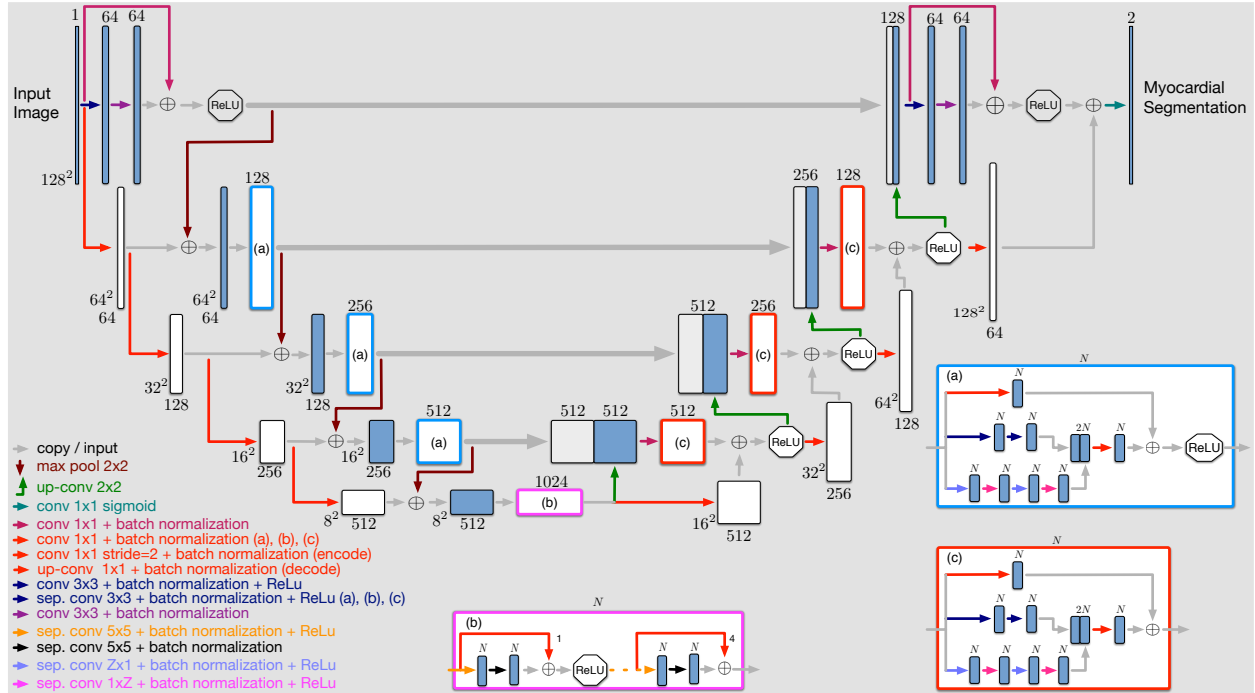 1 64 64 128 64 64 2
Input
Image
ReLU
ReLU
Myocardial
Segmentation
128²
128
256 128
(a)
(c)
ReLU
64²
64
64²
64
128²
64
256
512 256
(a)
(c)
ReLU
32²
128
32²
128
64²
128
512
512 512 512
(a)
(c)
ReLU
16²
256
16²
256
32²
256
1024
(b)
8²
512
8²
512
16²
512
copy / input
max pool 2x2
up-conv 2x2
conv 1x1 sigmoid
conv 1x1 + batch normalization
conv 1x1 + batch normalization (a), (b), (c)
conv 1x1 stride=2 + batch normalization (encode)
up-conv 1x1 + batch normalization (decode)
conv 3x3 + batch normalization + ReLu
sep. conv 3x3 + batch normalization + ReLu (a), (b), (c)
conv 3x3 + batch normalization
sep. conv 5x5 + batch normalization + ReLu
sep. conv 5x5 + batch normalization
sep. conv Zx1 + batch normalization + ReLu
sep. conv 1xZ + batch normalization + ReLu
N
(b)
1 4
N N N N
ReLU
N
(a)
N
N N 2N N
ReLU
N N N N
N
(c)
N
N N 2N N
N N N N